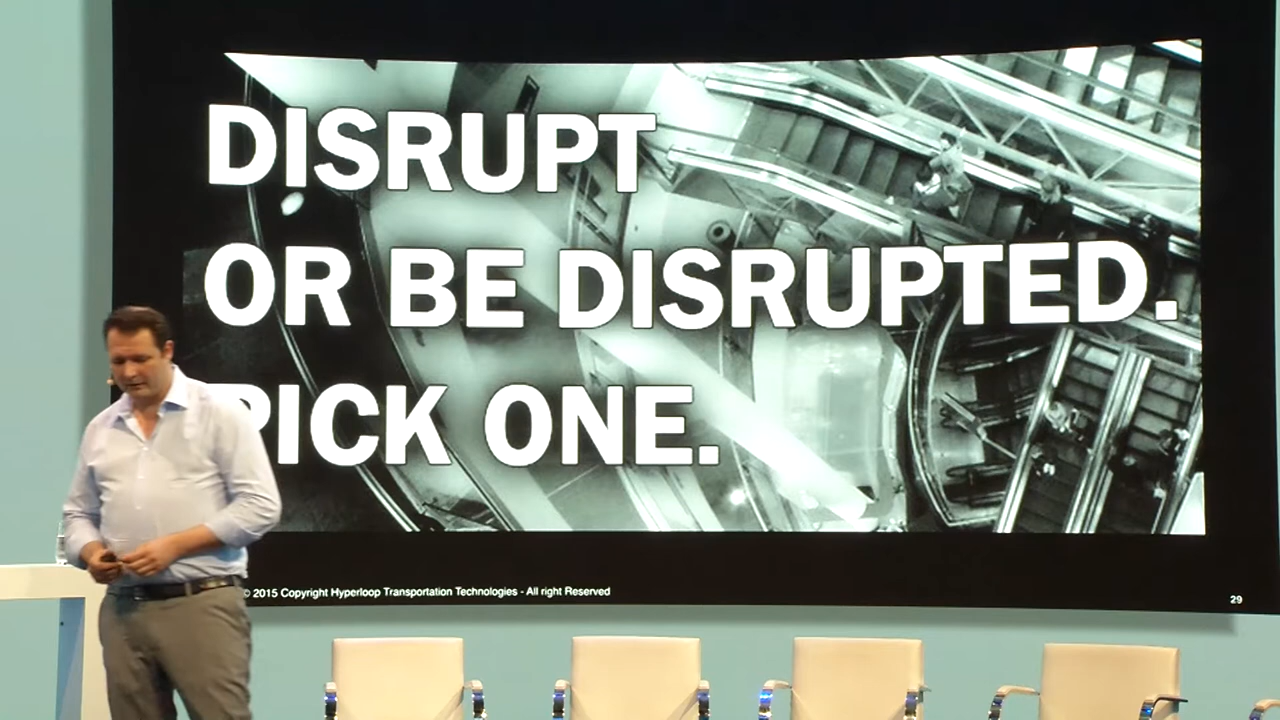 DISRUPT
OR BE DISRUPTED.
PICK ONE.
© 2015 Copyright Hyperloop Transportation Technologies - All right Reserved
29